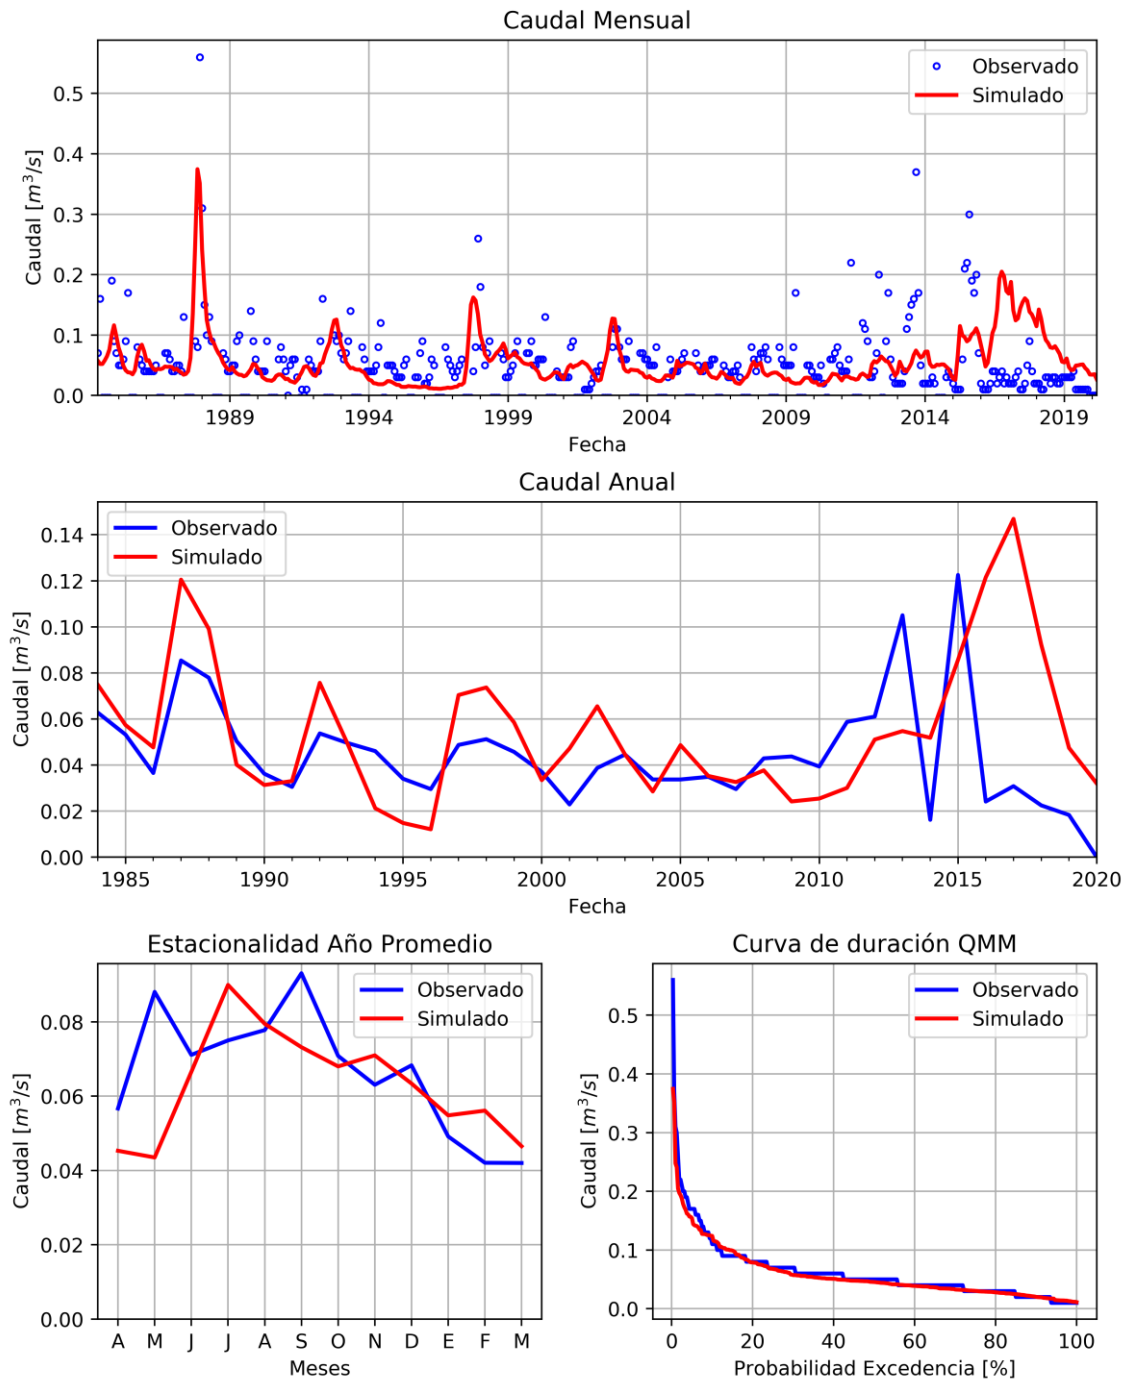 Caudal Mensual
Caudal [m³/s]
0.5
0.4
0.3
0.2
0.1
0.0
Observado
Simulado
1989 1994 1999 2004 2009 2014 2019
Fecha
Caudal Anual
Caudal [m³/s]
0.14
0.12
0.10
0.08
0.06
0.04
0.02
0.00
Observado
Simulado
1985 1990 1995 2000 2005 2010 2015 2020
Fecha
Estacionalidad Año Promedio
Caudal [m³/s]
0.08
0.06
0.04
0.02
0.00
Observado
Simulado
A M J J A S O N D E F M
Meses
Curva de duración QMM
Caudal [m³/s]
0.5
0.4
0.3
0.2
0.1
0.0
Observado
Simulado
0 20 40 60 80 100
Probabilidad Excedencia [%]